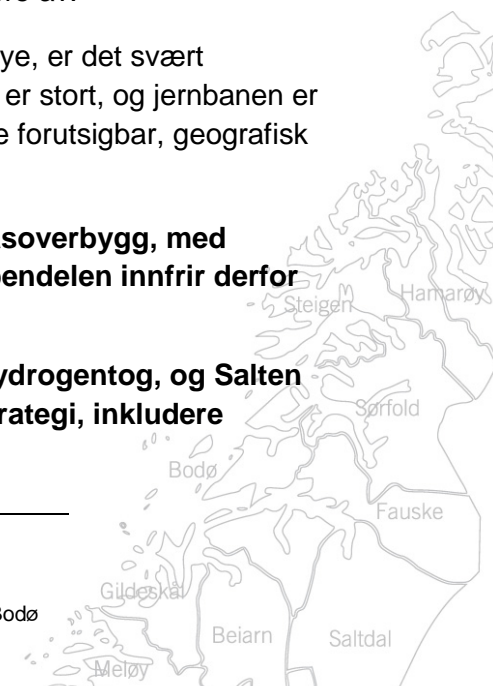 ye, er det svært
er stort, og jernbanen er
e forutsigbar, geografisk
soverbygg, med
endelen innfrir derfor
Steigen
Hamarøy
ydrogentog, og Salten
rategi, inkludere
Sørfold
Bodø
Fauske
Gildeskål
Bodø
Beiarn
Saltdal
Meløy